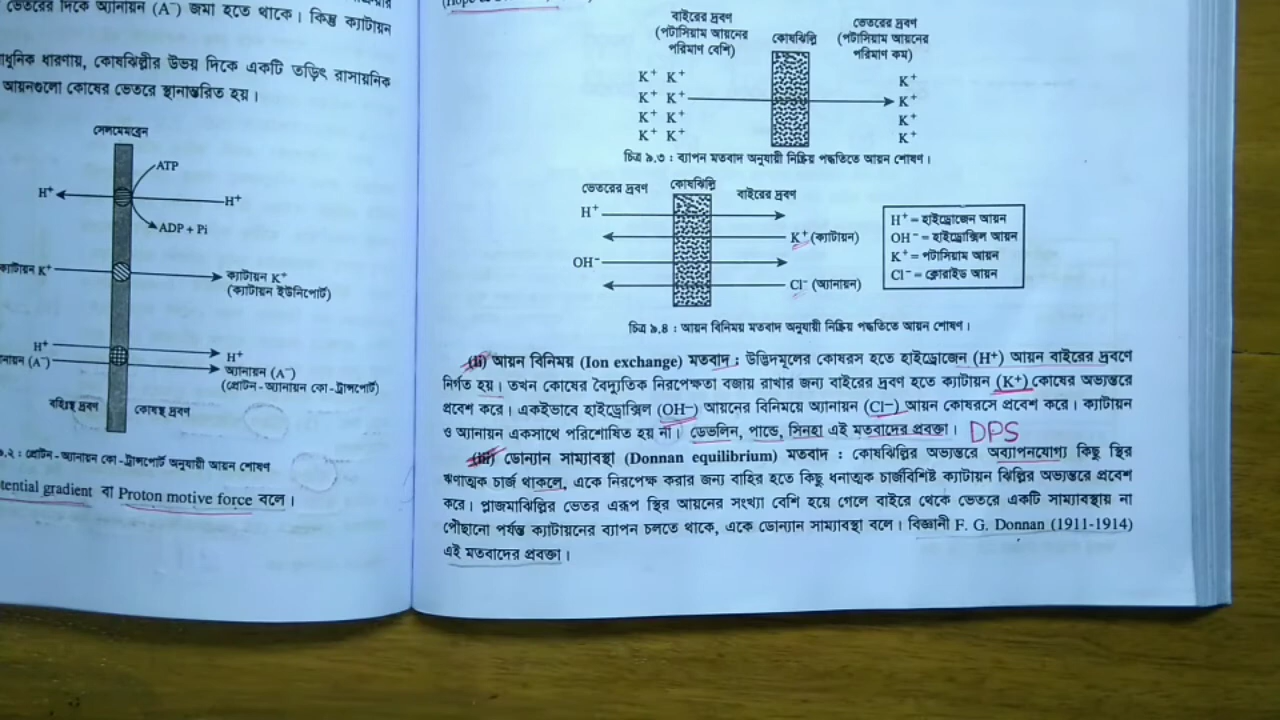 ভেতরের দিকে অ্যানায়ন (A⁻) জমা হতে থাকে। কিন্তু ক্যাটায়ন
ধারণায়, কোষঝিল্লীর উভয় দিকে একটি তড়িৎ রাসায়নিক
আয়নগুলো কোষের ভেতরে স্থানান্তরিত হয়।
সেলমেমব্রেন
ATP
H⁺
H⁺
ADP + Pi
ক্যাটায়ন K⁺
ক্যাটায়ন K⁺
(ক্যাটায়ন ইউনিপোর্ট)
H⁺
H⁺
(A⁻)
অ্যানায়ন (A⁻)
(প্রোটন-অ্যানায়ন কো-ট্রান্সপোর্ট)
বহিঃস্থ দ্রবণ
কোষস্থ দ্রবণ
প্রোটন-অ্যানায়ন কো-ট্রান্সপোর্ট অনুযায়ী আয়ন শোষণ
gradient বা Proton motive force বলে।
বাইরের দ্রবণ
(পটাসিয়াম আয়নের
পরিমাণ বেশি)
কোষঝিল্লি
ভেতরের দ্রবণ
(পটাসিয়াম আয়নের
পরিমাণ কম)
K⁺ K⁺
K⁺
K⁺ K⁺
K⁺
K⁺ K⁺
K⁺
K⁺ K⁺
K⁺
চিত্র ৯.৩ : ব্যাপন মতবাদ অনুযায়ী নিষ্ক্রিয় পদ্ধতিতে আয়ন শোষণ।
ভেতরের দ্রবণ
কোষঝিল্লি
বাইরের দ্রবণ
H⁺
K⁺ (ক্যাটায়ন)
OH⁻
Cl⁻ (অ্যানায়ন)
H⁺ = হাইড্রোজেন আয়ন
OH⁻ = হাইড্রোক্সিল আয়ন
K⁺ = পটাসিয়াম আয়ন
Cl⁻ = ক্লোরাইড আয়ন
চিত্র ৯.৪ : আয়ন বিনিময় মতবাদ অনুযায়ী নিষ্ক্রিয় পদ্ধতিতে আয়ন শোষণ।
(ii) আয়ন বিনিময় (Ion exchange) মতবাদ : উদ্ভিদমূলের কোষরস হতে হাইড্রোজেন (H⁺) আয়ন বাইরের দ্রবণে
নির্গত হয়। তখন কোষের বৈদ্যুতিক নিরপেক্ষতা বজায় রাখার জন্য বাইরের দ্রবণ হতে ক্যাটায়ন (K⁺) কোষের অভ্যন্তরে
প্রবেশ করে। একইভাবে হাইড্রোক্সিল (OH⁻) আয়নের বিনিময়ে অ্যানায়ন (Cl⁻) আয়ন কোষরসে প্রবেশ করে। ক্যাটায়ন
ও অ্যানায়ন একসাথে পরিশোষিত হয় না। ডেভলিন, পান্ডে, সিনহা এই মতবাদের প্রবক্তা। DPS
(iii) ডোন্যান সাম্যাবস্থা (Donnan equilibrium) মতবাদ : কোষঝিল্লির অভ্যন্তরে অব্যাপনযোগ্য কিছু স্থির
ঋণাত্মক চার্জ থাকলে, একে নিরপেক্ষ করার জন্য বাহির হতে কিছু ধনাত্মক চার্জবিশিষ্ট ক্যাটায়ন ঝিল্লির অভ্যন্তরে প্রবেশ
করে। প্লাজমাঝিল্লির ভেতর এরূপ স্থির আয়নের সংখ্যা বেশি হয়ে গেলে বাইরে থেকে ভেতরে একটি সাম্যাবস্থায় না
পৌছানো পর্যন্ত ক্যাটায়নের ব্যাপন চলতে থাকে, একে ডোন্যান সাম্যাবস্থা বলে। বিজ্ঞানী F. G. Donnan (1911-1914)
এই মতবাদের প্রবক্তা।